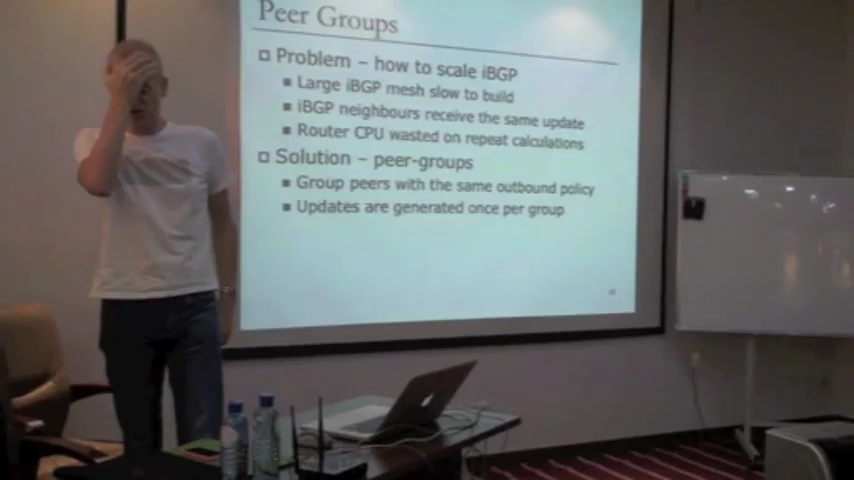 Peer Groups
Problem – how to scale iBGP
Large iBGP mesh slow to build
iBGP neighbours receive the same update
Router CPU wasted on repeat calculations
Solution – peer-groups
Group peers with the same outbound policy
Updates are generated once per group